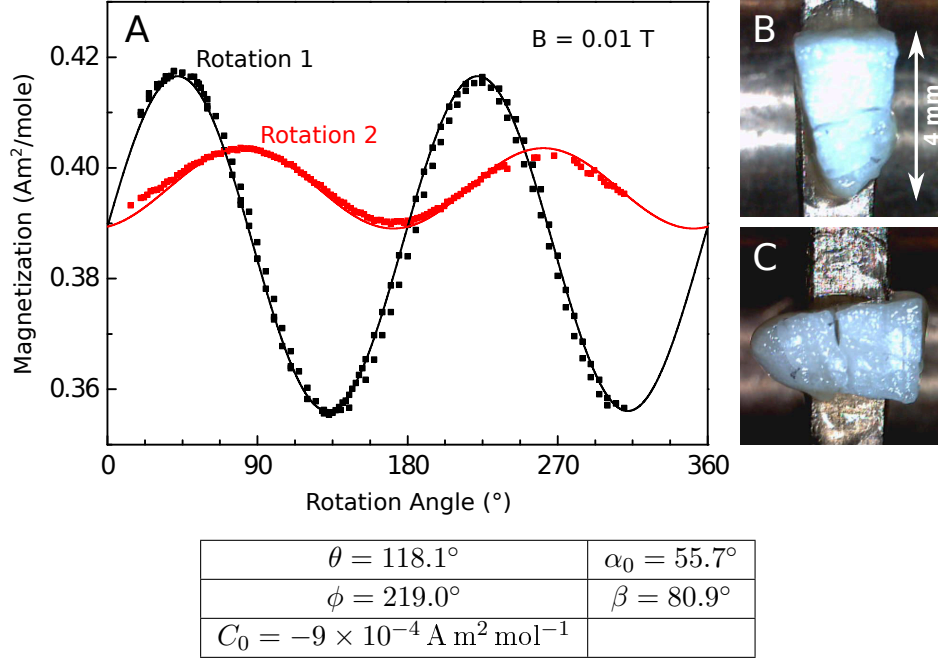 A
B = 0.01 T
Rotation 1
Rotation 2
Magnetization (Am²/mole)
0.42
0.40
0.38
0.36
0 90 180 270 360
Rotation Angle (°)
B
4 mm
C
θ = 118.1° α₀ = 55.7°
φ = 219.0° β = 80.9°
C₀ = −9 × 10⁻⁴ A m² mol⁻¹